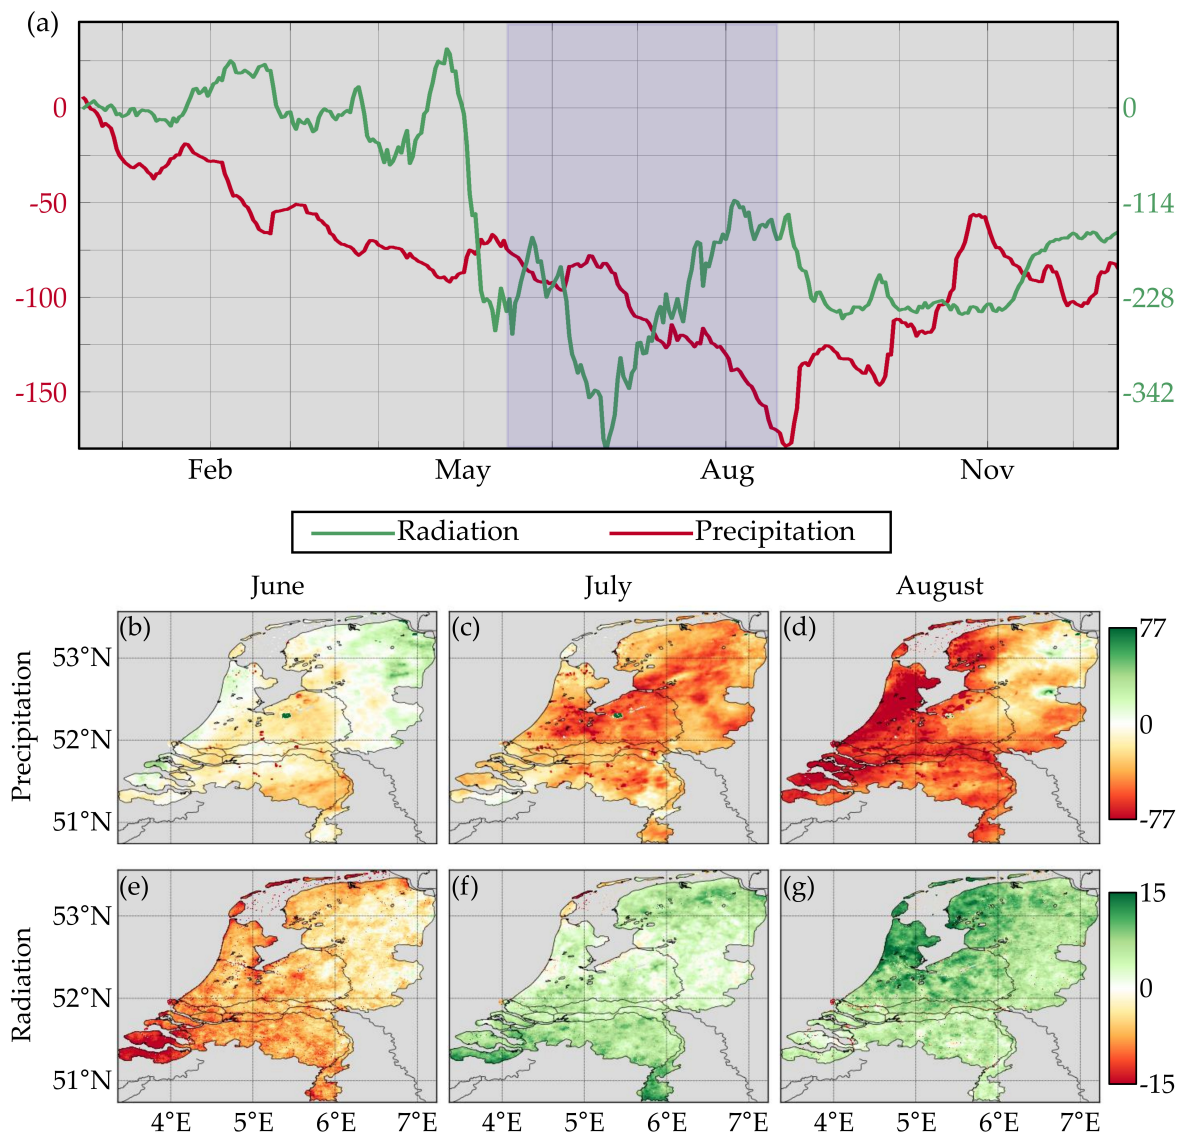 (a)
0 0
-50 -114
-100 -228
-150 -342
Feb May Aug Nov
Radiation Precipitation
June July August
Precipitation
(b) (c) (d)
53°N
52°N
51°N
77
0
-77
Radiation
(e) (f) (g)
53°N
52°N
51°N
15
0
-15
4°E 5°E 6°E 7°E 4°E 5°E 6°E 7°E 4°E 5°E 6°E 7°E